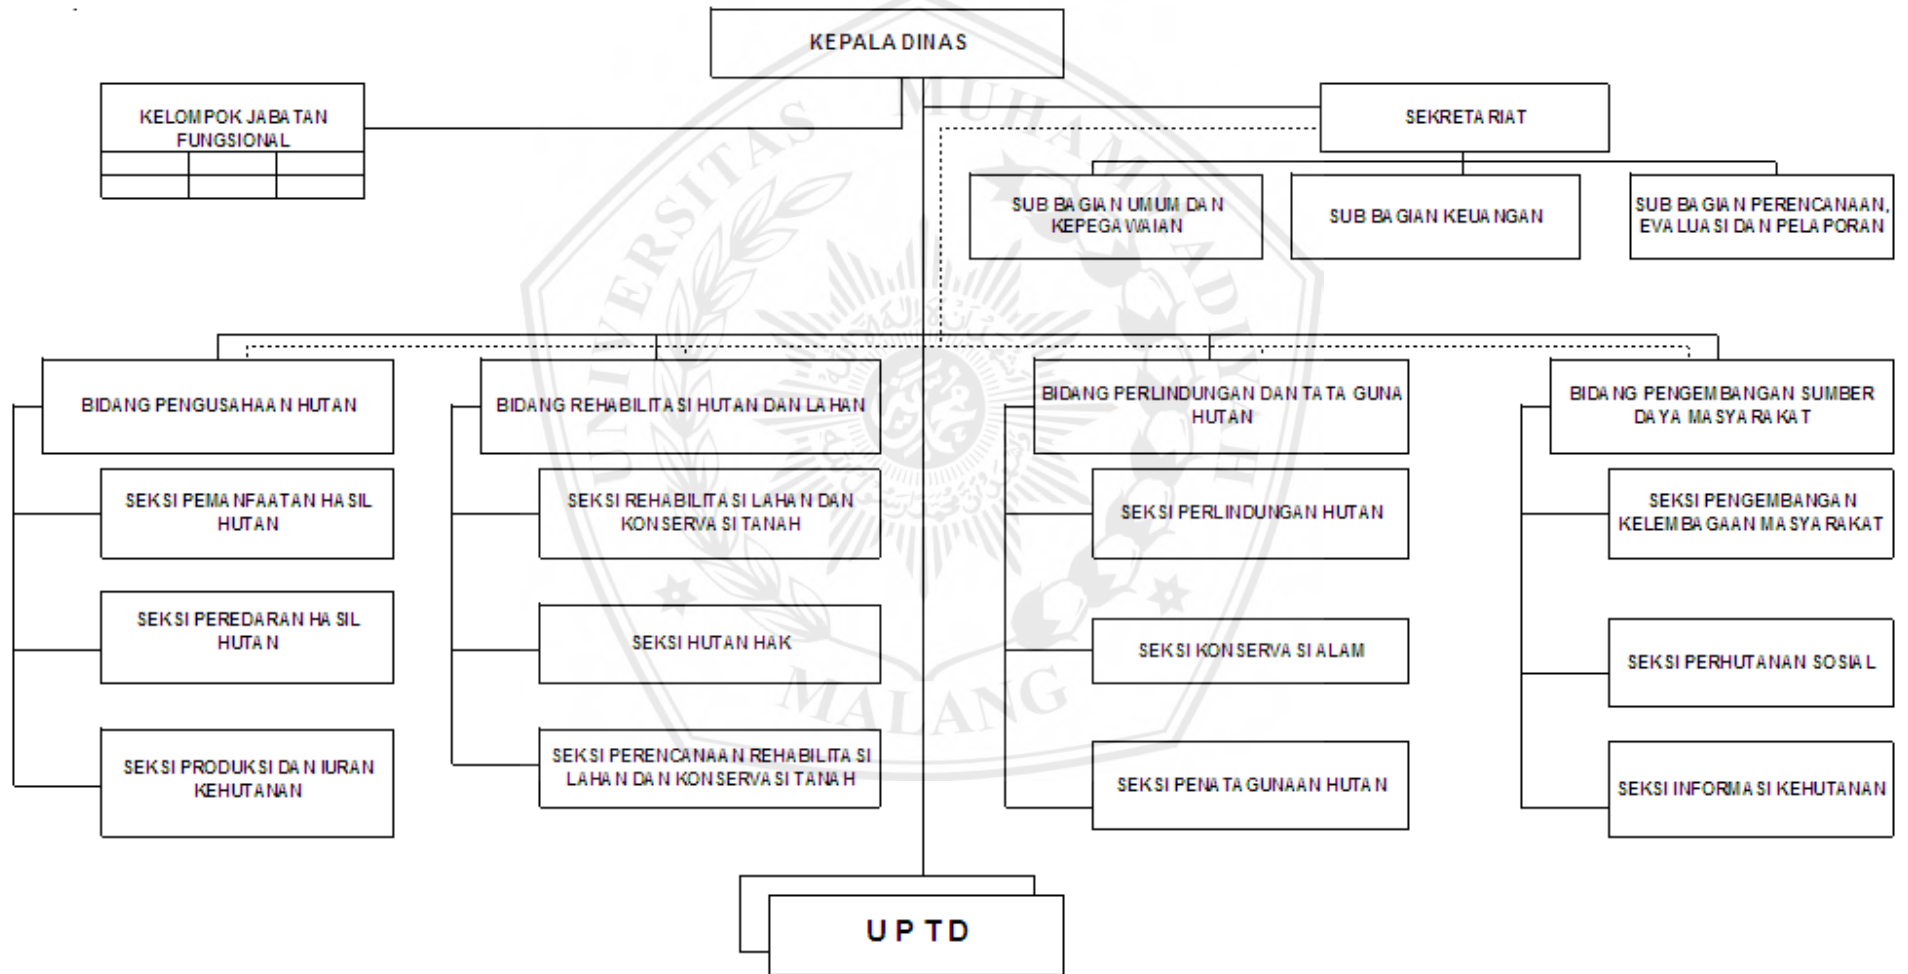 KEPALA DINAS
KELOMPOK JABATAN
FUNGSIONAL
SEKRETARIAT
SUB BAGIAN UMUM DAN
KEPEGAWAIAN
SUB BAGIAN KEUANGAN
SUB BAGIAN PERENCANAAN,
EVALUASI DAN PELAPORAN
BIDANG PENGUSAHAAN HUTAN
BIDANG REHABILITASI HUTAN DAN LAHAN
BIDANG PERLINDUNGAN DAN TATA GUNA
HUTAN
BIDANG PENGEMBANGAN SUMBER
DAYA MASYARAKAT
SEKSI PEMANFAATAN HASIL
HUTAN
SEKSI REHABILITASI LAHAN DAN
KONSERVASI TANAH
SEKSI PERLINDUNGAN HUTAN
SEKSI PENGEMBANGAN
KELEMBAGAAN MASYARAKAT
SEKSI PEREDARAN HASIL
HUTAN
SEKSI HUTAN HAK
SEKSI KONSERVASI ALAM
SEKSI PERHUTANAN SOSIAL
SEKSI PRODUKSI DAN IURAN
KEHUTANAN
SEKSI PERENCANAAN REHABILITASI
LAHAN DAN KONSERVASI TANAH
SEKSI PENATAGUNAAN HUTAN
SEKSI INFORMASI KEHUTANAN
UPTD
UNIVERSITAS MUHAMMADIYAH
MALANG